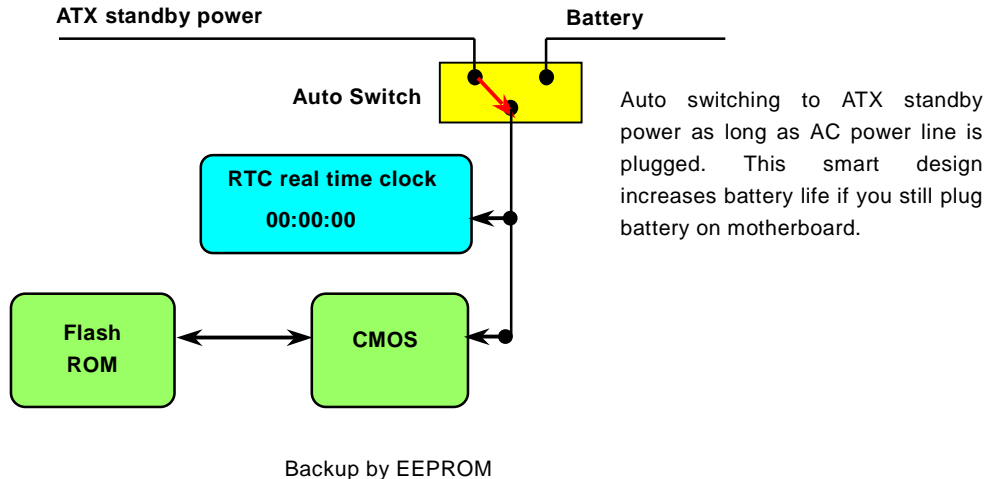 ATX standby power
Battery
Auto Switch
Auto switching to ATX standby
power as long as AC power line is
plugged. This smart design
increases battery life if you still plug
battery on motherboard.
RTC real time clock
00:00:00
Flash
ROM
CMOS
Backup by EEPROM